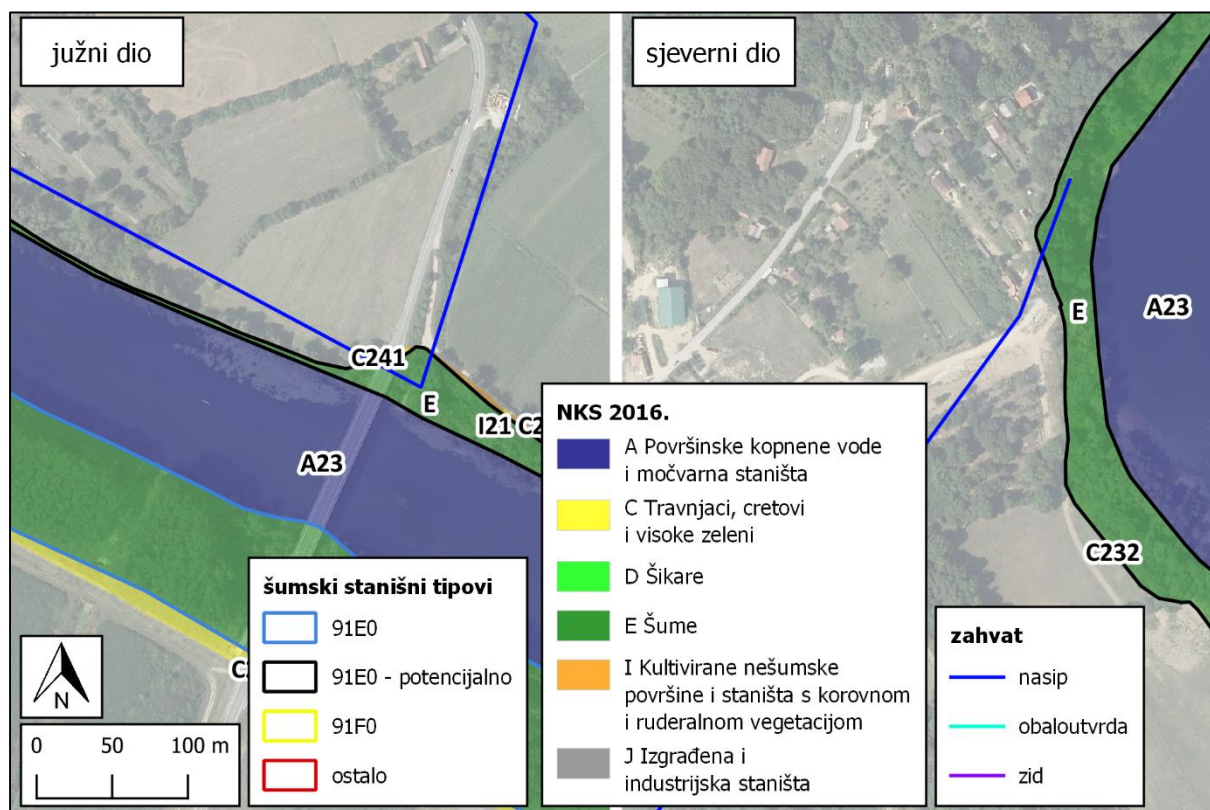 južni dio
sjeverni dio
C241
E
I21
A23
E
A23
C232
NKS 2016.
A Površinske kopnene vode
i močvarna staništa
C Travnjaci, cretovi
i visoke zeleni
D Šikare
E Šume
I Kultivirane nešumske
površine i staništa s korovnom
i ruderalnom vegetacijom
J Izgrađena i
industrijska staništa
šumski stanišni tipovi
91E0
91E0 - potencijalno
91F0
ostalo
zahvat
nasip
obaloutvrda
zid
N
0 50 100 m